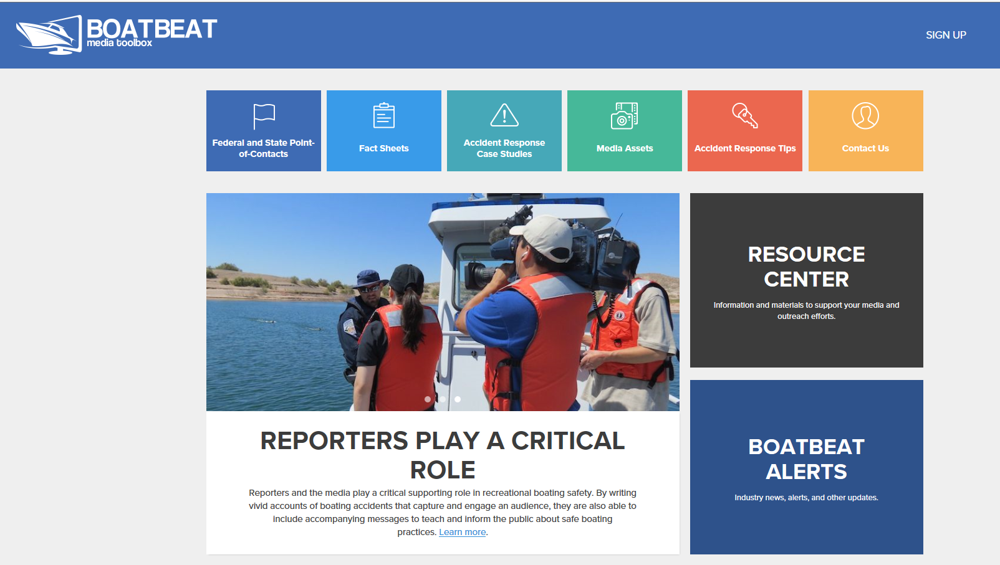 BOATBEAT
media toolbox
SIGN UP
Federal and State Point-
of-Contacts
Fact Sheets
Accident Response
Case Studies
Media Assets
Accident Response Tips
Contact Us
REPORTERS PLAY A CRITICAL
ROLE
Reporters and the media play a critical supporting role in recreational boating safety. By writing
vivid accounts of boating accidents that capture and engage an audience, they are also able to
include accompanying messages to teach and inform the public about safe boating
practices. Learn more.
RESOURCE
CENTER
Information and materials to support your media and
outreach efforts.
BOATBEAT
ALERTS
Industry news, alerts, and other updates.